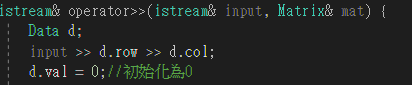 istream& operator>>(istream& input, Matrix& mat) {
Data d;
input >> d.row >> d.col;
d.val = 0;//初始化為0